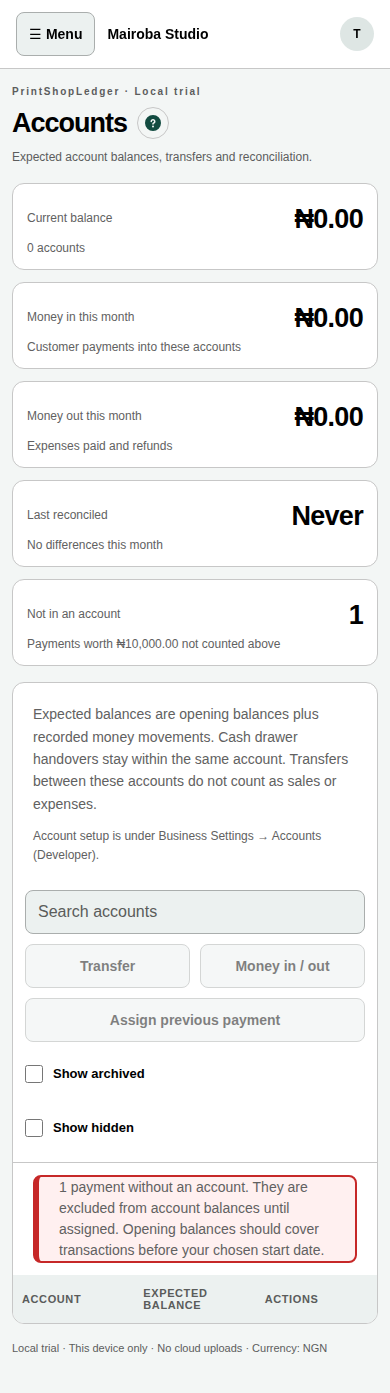 ☰ Menu
Mairoba Studio
T
PrintShopLedger · Local trial
Accounts
?
Expected account balances, transfers and reconciliation.
Current balance
₦0.00
0 accounts
Money in this month
₦0.00
Customer payments into these accounts
Money out this month
₦0.00
Expenses paid and refunds
Last reconciled
Never
No differences this month
Not in an account
1
Payments worth ₦10,000.00 not counted above
Expected balances are opening balances plus
recorded money movements. Cash drawer
handovers stay within the same account. Transfers
between these accounts do not count as sales or
expenses.
Account setup is under Business Settings → Accounts
(Developer).
Search accounts
Transfer
Money in / out
Assign previous payment
Show archived
Show hidden
1 payment without an account. They are
excluded from account balances until
assigned. Opening balances should cover
transactions before your chosen start date.
ACCOUNT
EXPECTED
BALANCE
ACTIONS
Local trial · This device only · No cloud uploads · Currency: NGN